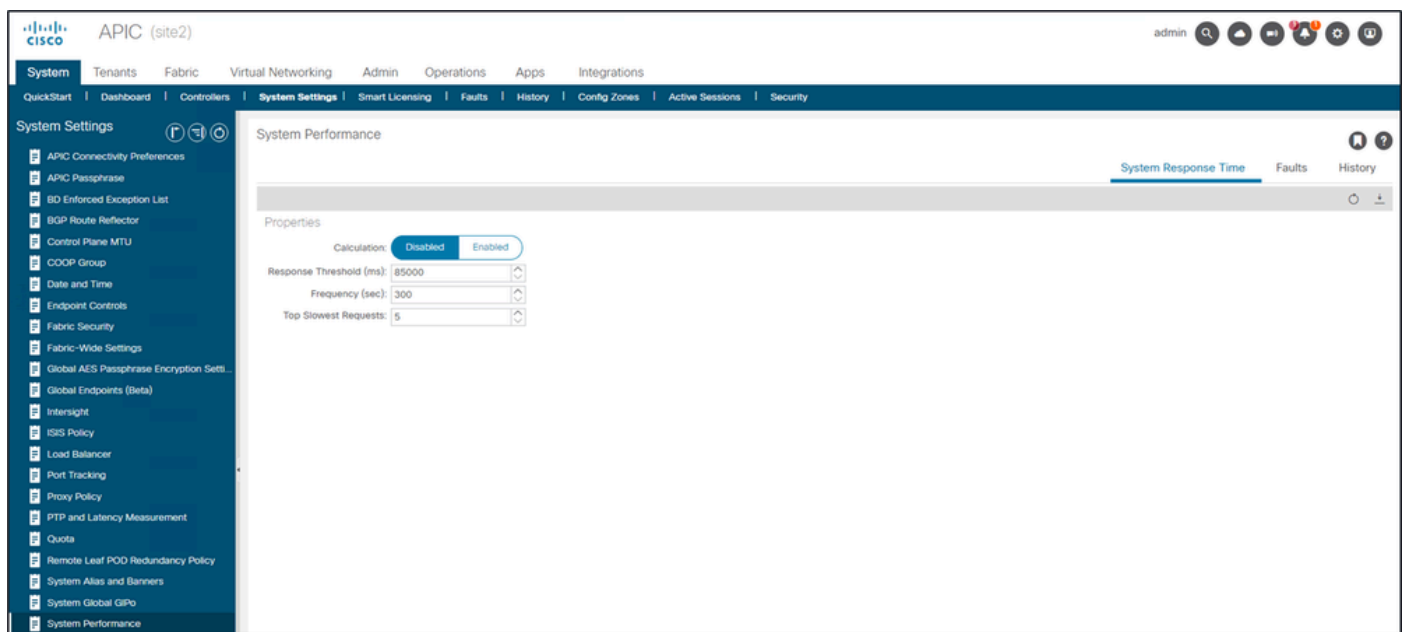 CISCO
APIC (site2)
admin
System Tenants Fabric Virtual Networking Admin Operations Apps Integrations
QuickStart | Dashboard | Controllers | System Settings | Smart Licensing | Faults | History | Config Zones | Active Sessions | Security
System Settings
APIC Connectivity Preferences
APIC Passphrase
BD Enforced Exception List
BGP Route Reflector
Control Plane MTU
COOP Group
Date and Time
Endpoint Controls
Fabric Security
Fabric-Wide Settings
Global AES Passphrase Encryption Setti...
Global Endpoints (Beta)
Intersight
ISIS Policy
Load Balancer
Port Tracking
Proxy Policy
PTP and Latency Measurement
Quota
Remote Leaf POD Redundancy Policy
System Alias and Banners
System Global GIPo
System Performance
System Performance
System Response Time Faults History
Properties
Calculation: Disabled Enabled
Response Threshold (ms): 85000
Frequency (sec): 300
Top Slowest Requests: 5